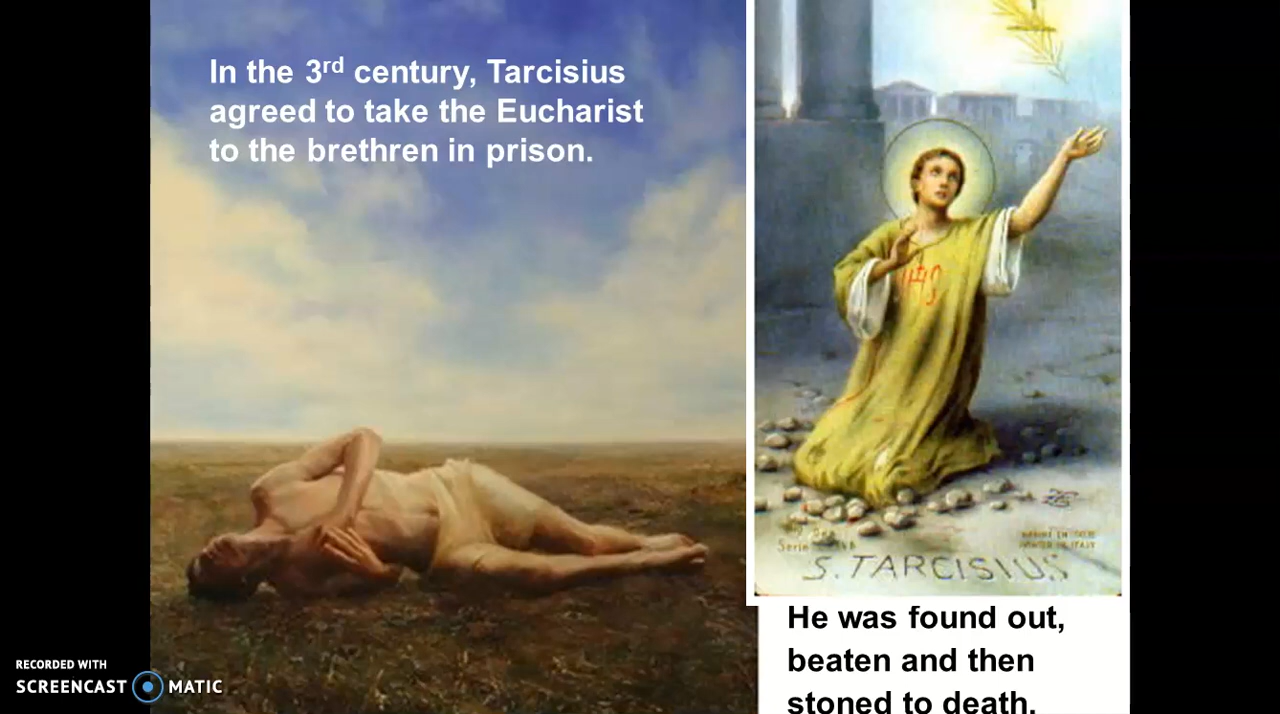 In the 3rd century, Tarcisius
agreed to take the Eucharist
to the brethren in prison.
S. TARCISIUS
He was found out,
beaten and then
stoned to death.
RECORDED WITH
SCREENCAST MATIC